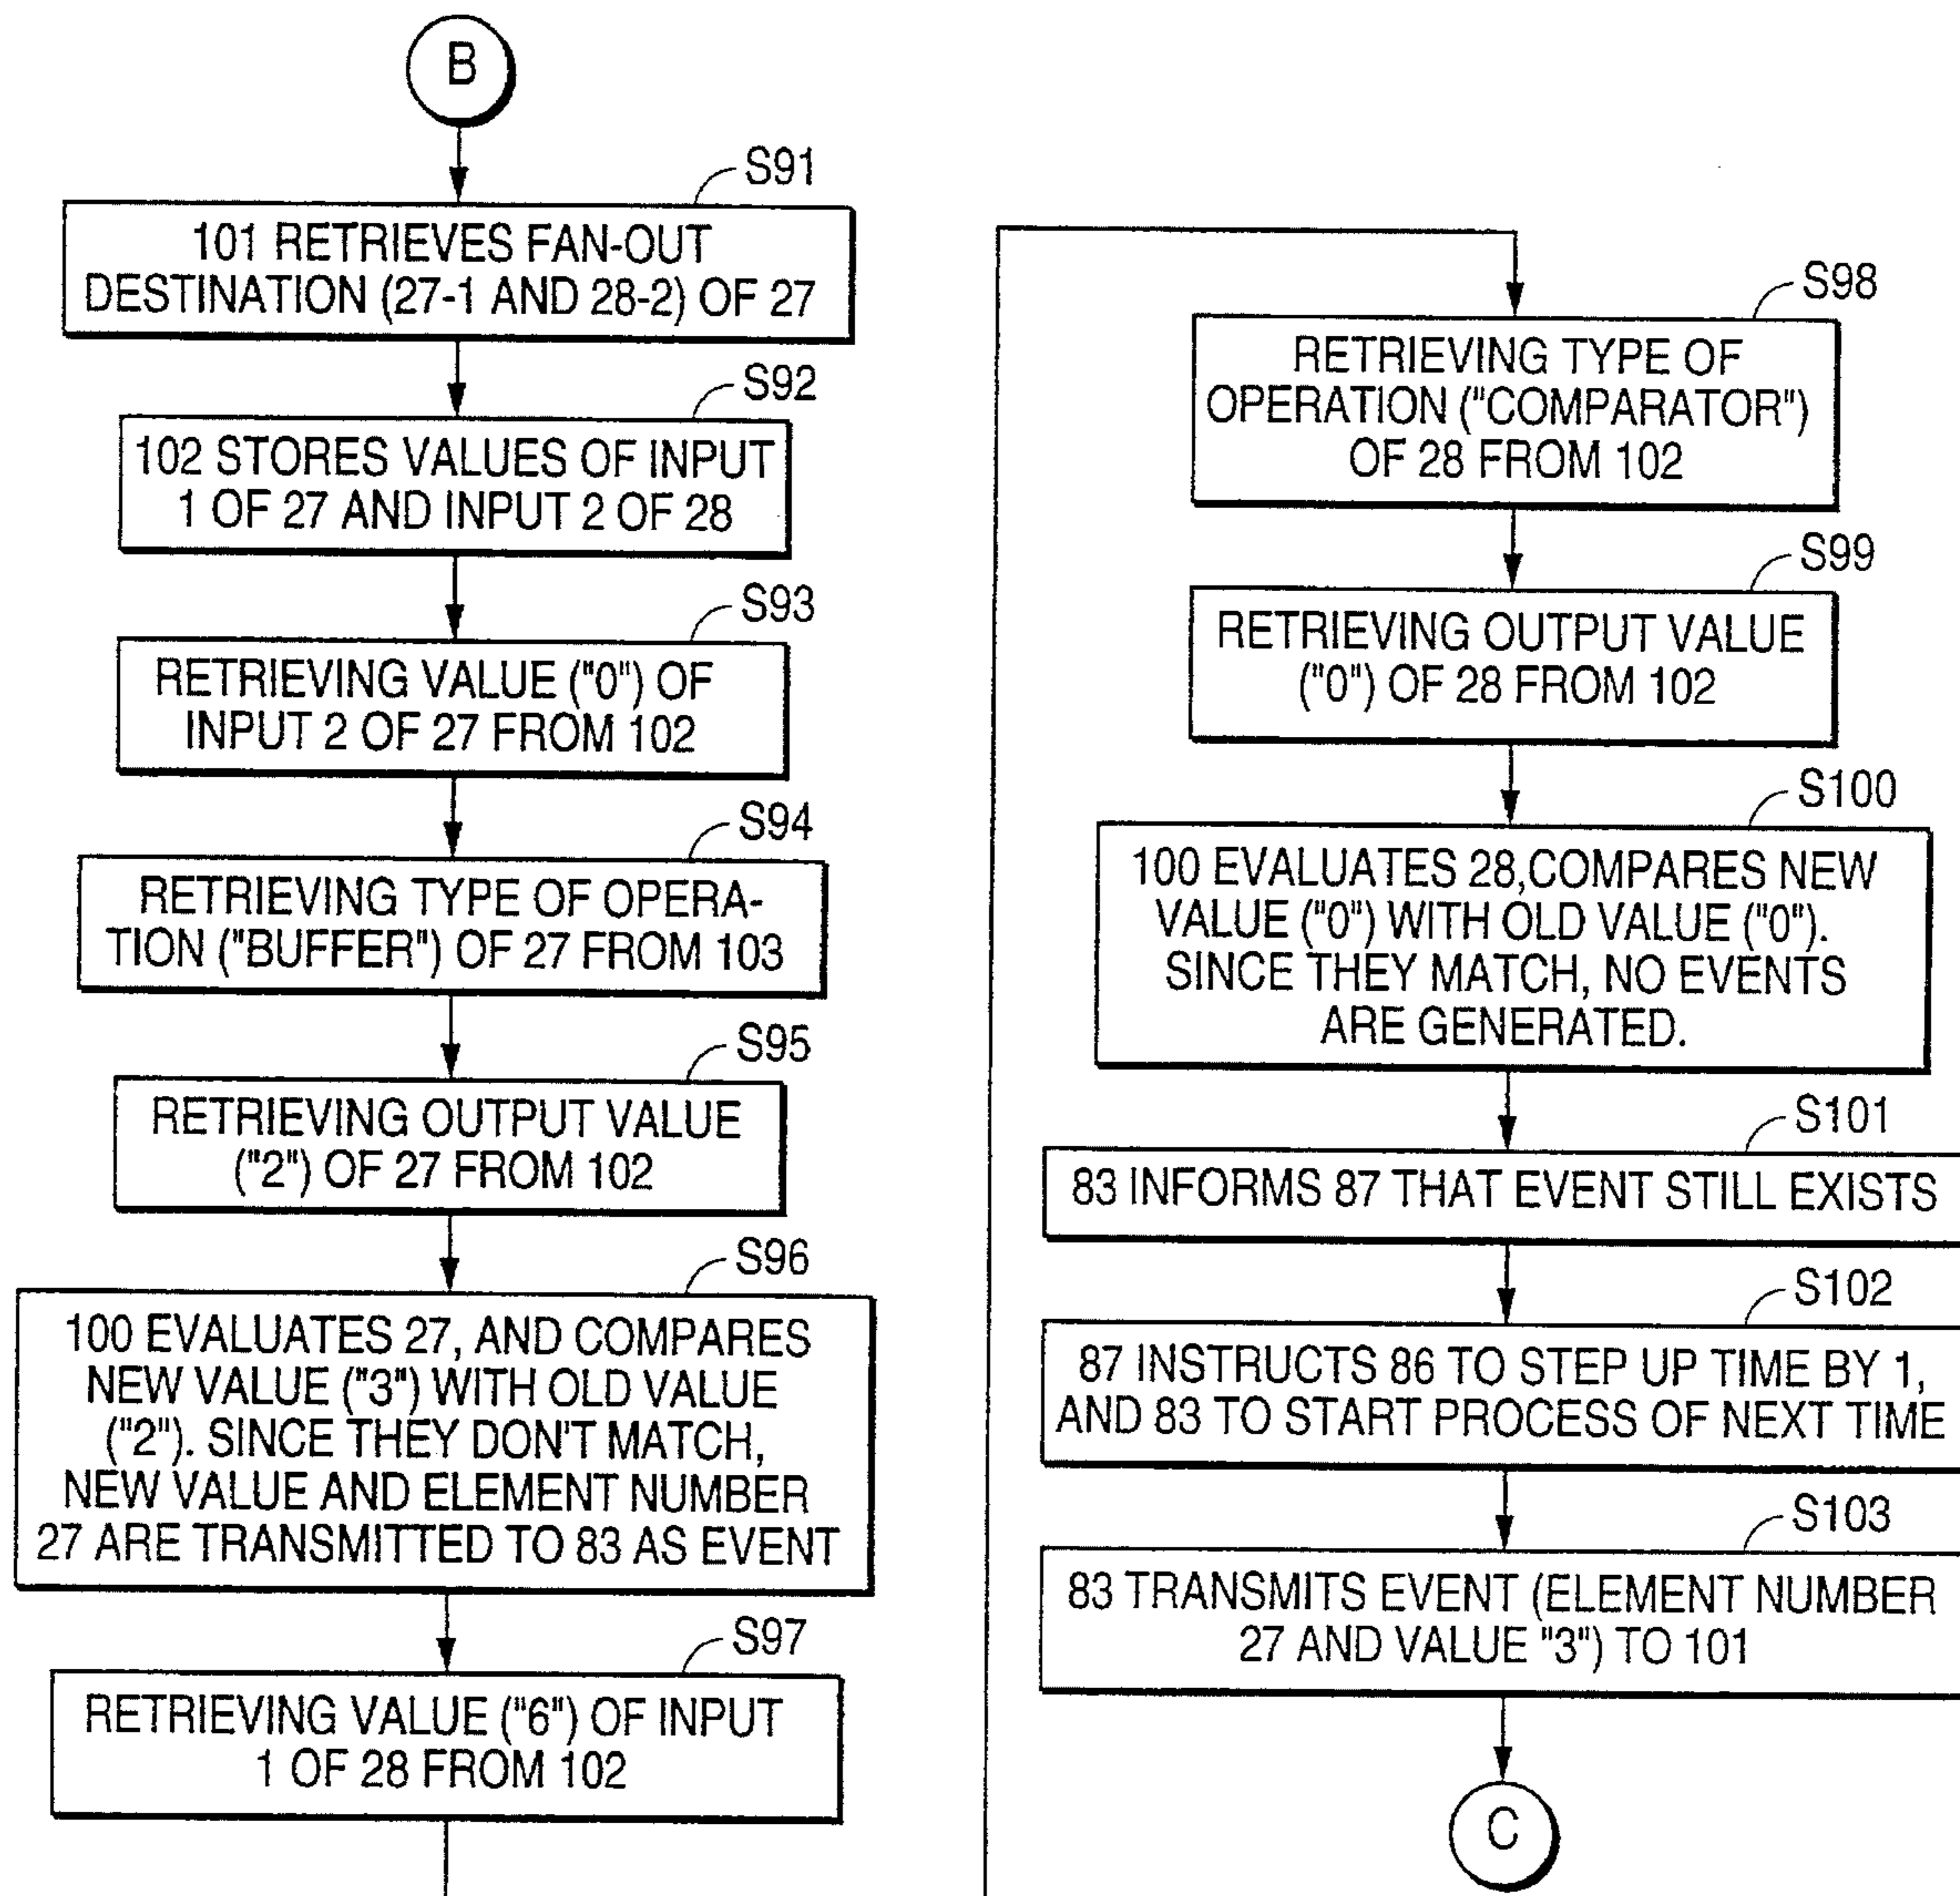 B
S91
101 RETRIEVES FAN-OUT
DESTINATION (27-1 AND 28-2) OF 27
S92
102 STORES VALUES OF INPUT
1 OF 27 AND INPUT 2 OF 28
S93
RETRIEVING VALUE ("0") OF
INPUT 2 OF 27 FROM 102
S94
RETRIEVING TYPE OF OPERA-
TION ("BUFFER") OF 27 FROM 103
S95
RETRIEVING OUTPUT VALUE
("2") OF 27 FROM 102
S96
100 EVALUATES 27, AND COMPARES
NEW VALUE ("3") WITH OLD VALUE
("2"). SINCE THEY DON'T MATCH,
NEW VALUE AND ELEMENT NUMBER
27 ARE TRANSMITTED TO 83 AS EVENT
S97
RETRIEVING VALUE ("6") OF INPUT
1 OF 28 FROM 102
S98
RETRIEVING TYPE OF
OPERATION ("COMPARATOR")
OF 28 FROM 102
S99
RETRIEVING OUTPUT VALUE
("0") OF 28 FROM 102
S100
100 EVALUATES 28,COMPARES NEW
VALUE ("0") WITH OLD VALUE ("0").
SINCE THEY MATCH, NO EVENTS
ARE GENERATED.
S101
83 INFORMS 87 THAT EVENT STILL EXISTS
S102
87 INSTRUCTS 86 TO STEP UP TIME BY 1,
AND 83 TO START PROCESS OF NEXT TIME
S103
83 TRANSMITS EVENT (ELEMENT NUMBER
27 AND VALUE "3") TO 101
C